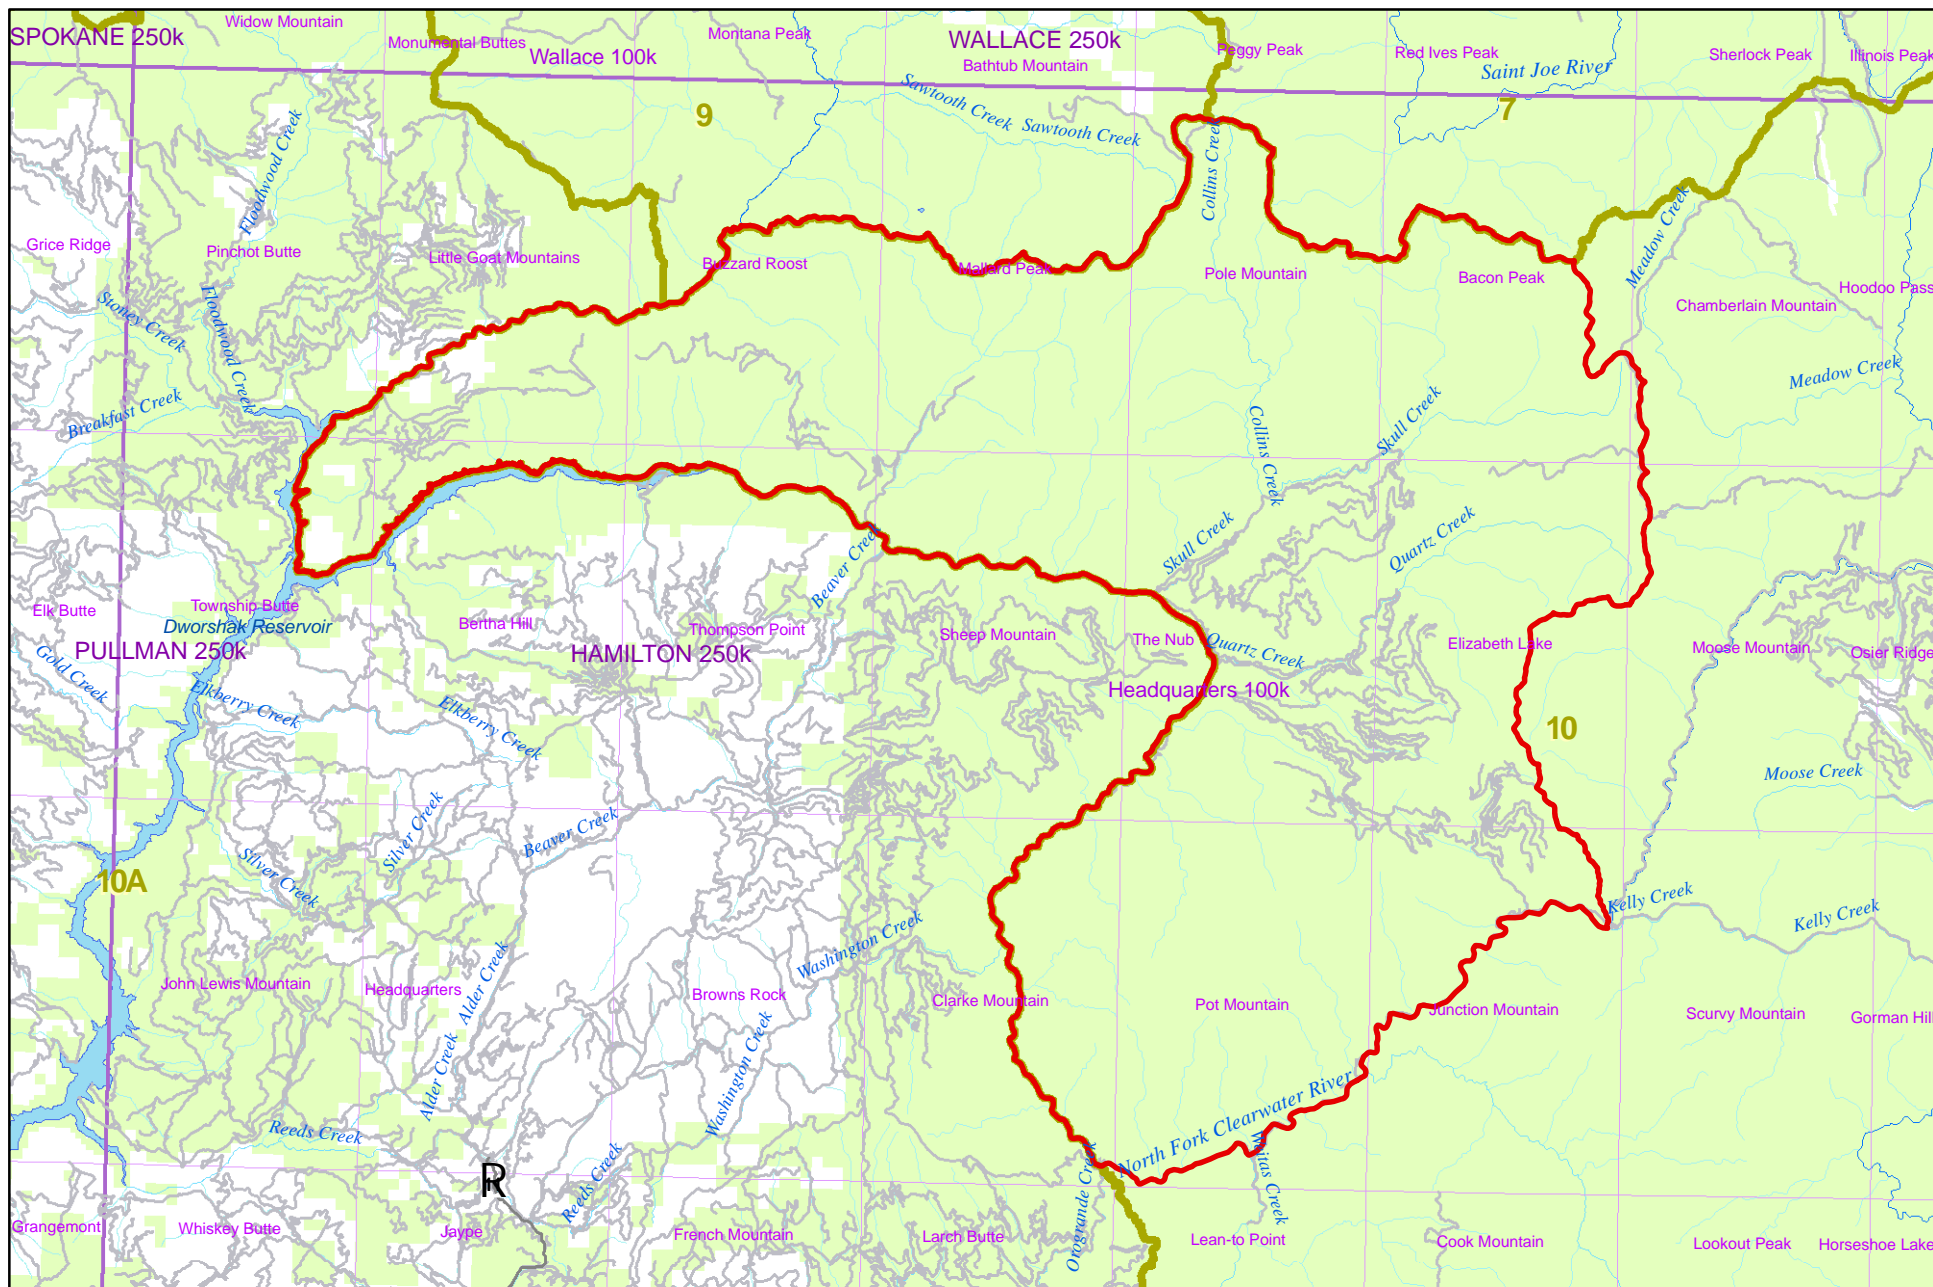 Widow Mountain
SPOKANE 250k
Monumental Buttes
Wallace 100k
Montana Peak
WALLACE 250k
Bathtub Mountain
Peggy Peak
Red Ives Peak
Saint Joe River
Sherlock Peak
Illinois Peak
9
7
Sawtooth Creek
Sawtooth Creek
Collins Creek
Floodwood Creek
Meadow Creek
Grice Ridge
Pinchot Butte
Little Goat Mountains
Buzzard Roost
Mallard Peak
Pole Mountain
Bacon Peak
Hoodoo Pass
Chamberlain Mountain
Stoney Creek
Floodwood Creek
Meadow Creek
Breakfast Creek
Collins Creek
Skull Creek
Skull Creek
Quartz Creek
Beaver Creek
Elk Butte
Township Butte
Dworshak Reservoir
PULLMAN 250k
Bertha Hill
HAMILTON 250k
Thompson Point
Sheep Mountain
The Nub
Quartz Creek
Elizabeth Lake
Moose Mountain
Osier Ridge
Gold Creek
Elkberry Creek
Elkberry Creek
Headquarters 100k
10
Moose Creek
Silver Creek
Beaver Creek
Silver Creek
10A
Kelly Creek
Kelly Creek
Washington Creek
John Lewis Mountain
Headquarters
Alder Creek
Browns Rock
Clarke Mountain
Pot Mountain
Junction Mountain
Scurvy Mountain
Gorman Hill
Alder Creek
Washington Creek
North Fork Clearwater River
Reeds Creek
Reeds Creek
Orogrande Creek
Weitas Creek
R
Grangemont
Whiskey Butte
Jaype
French Mountain
Larch Butte
Lean-to Point
Cook Mountain
Lookout Peak
Horseshoe Lake